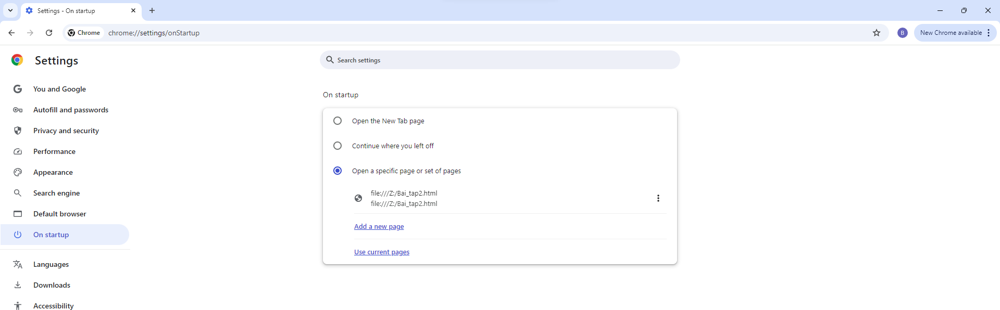 Settings - On startup
Chrome
chrome://settings/onStartup
B
New Chrome available
Settings
Search settings
You and Google
Autofill and passwords
Privacy and security
Performance
Appearance
Search engine
Default browser
On startup
Languages
Downloads
Accessibility
On startup
Open the New Tab page
Continue where you left off
Open a specific page or set of pages
file:///Z:/Bai_tap2.html
file:///Z:/Bai_tap2.html
Add a new page
Use current pages